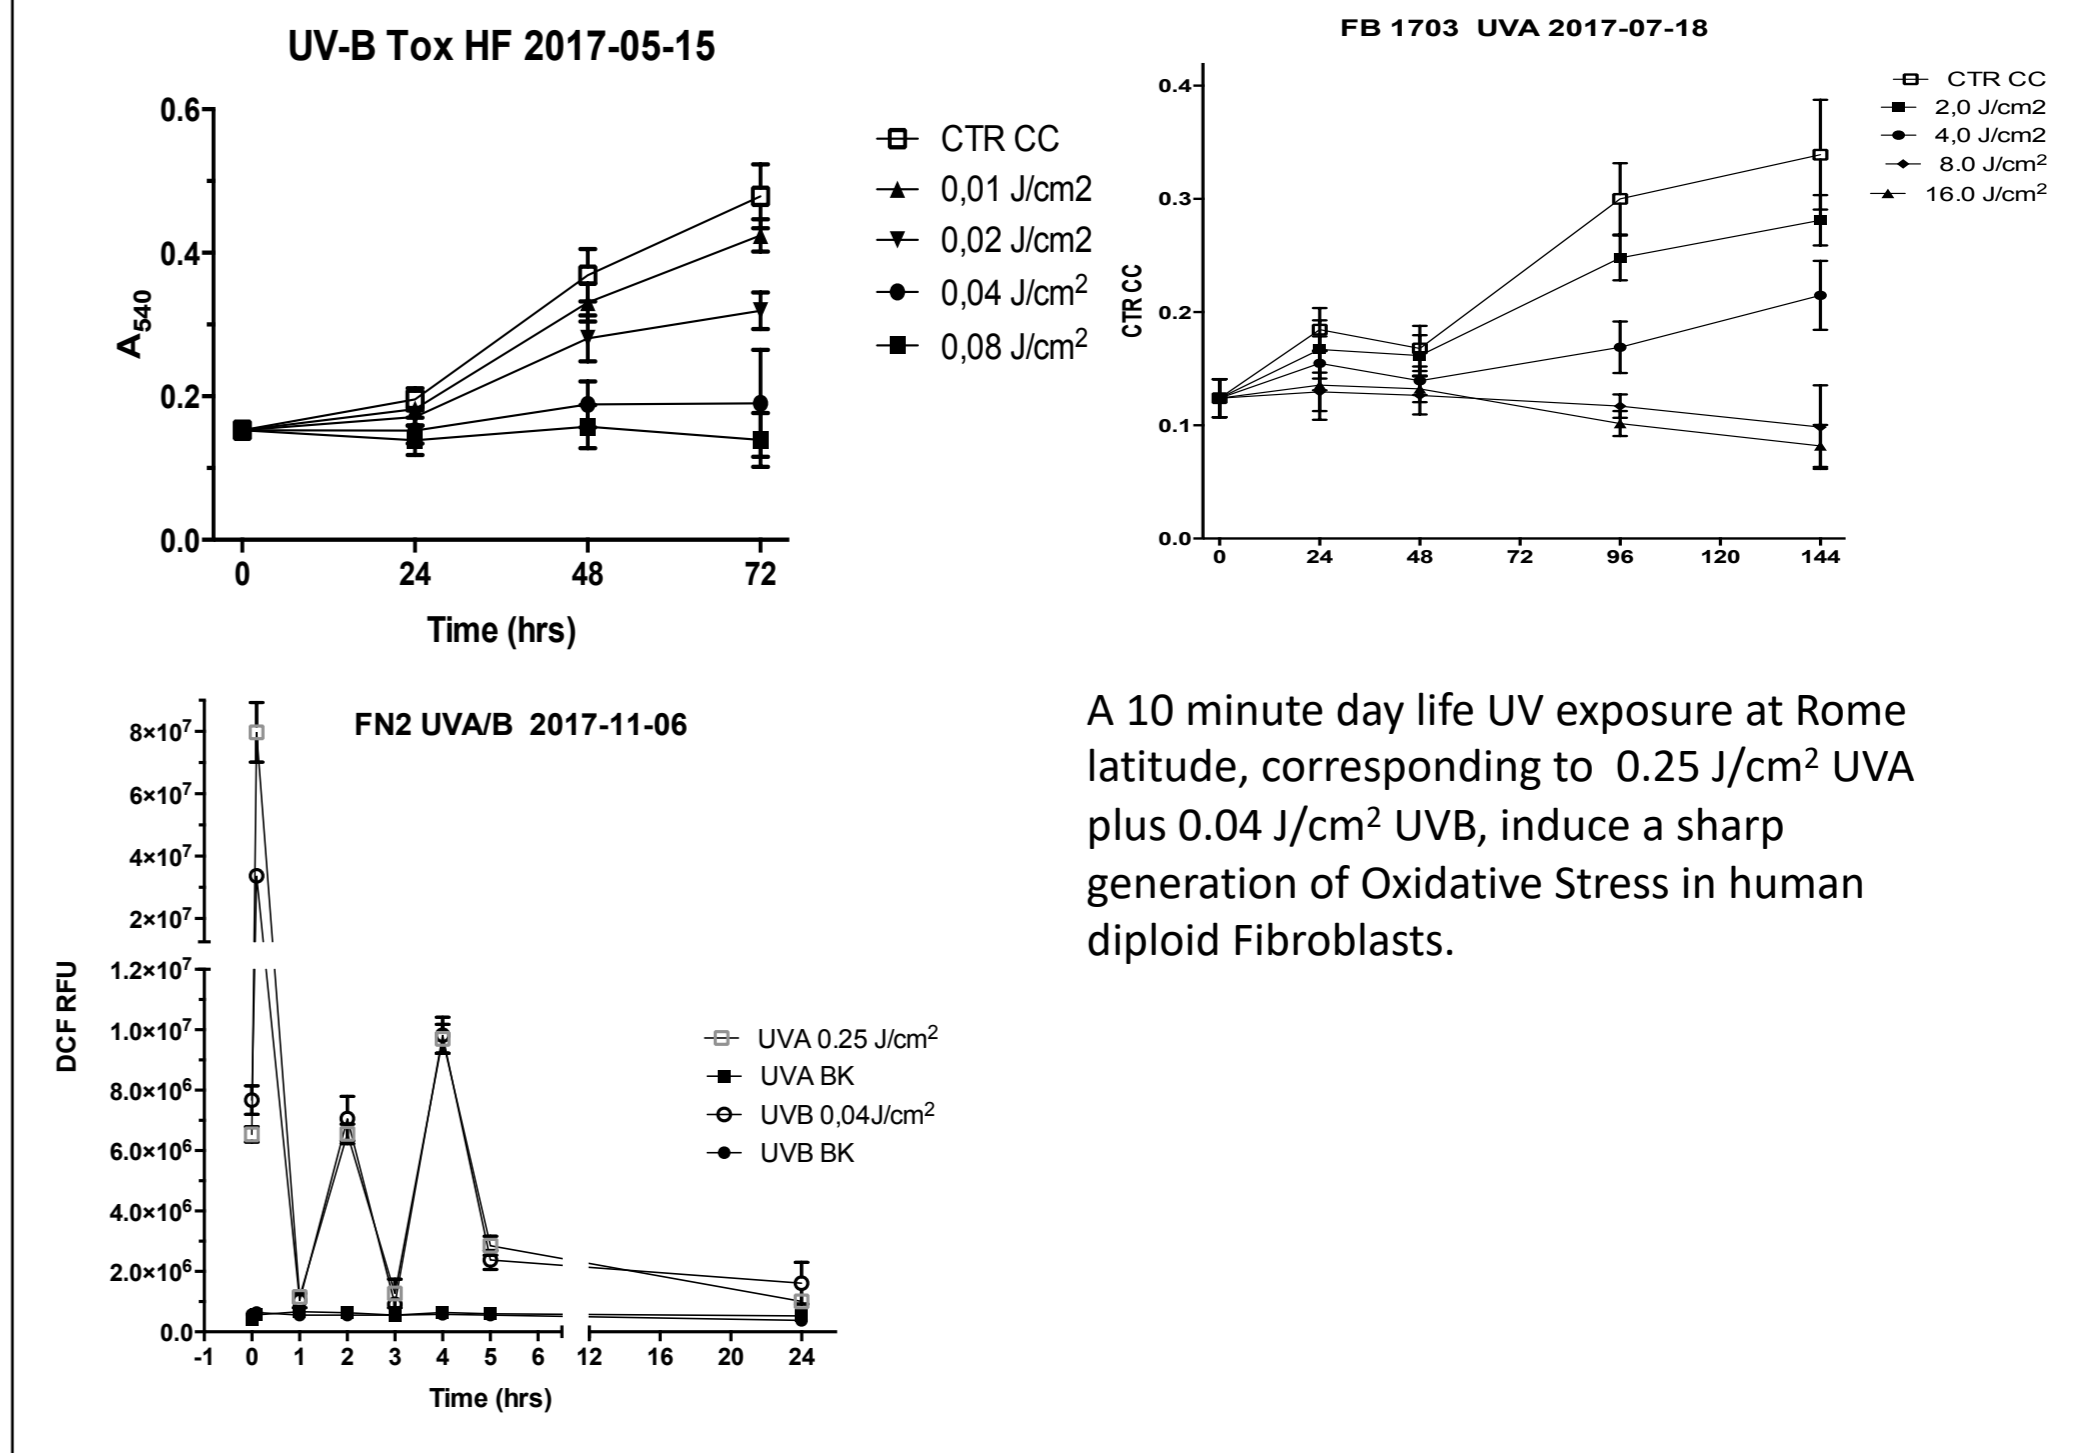 UV-B Tox HF 2017-05-15
A540
0.6
0.4
0.2
0.0
0 24 48 72
Time (hrs)
CTR CC
0,01 J/cm2
0,02 J/cm2
0,04 J/cm²
0,08 J/cm²
FB 1703 UVA 2017-07-18
CTR CC
0.4
0.3
0.2
0.1
0.0
0 24 48 72 96 120 144
CTR CC
2,0 J/cm2
4,0 J/cm2
8.0 J/cm²
16.0 J/cm²
FN2 UVA/B 2017-11-06
DCF RFU
8×10⁷
6×10⁷
4×10⁷
2×10⁷
1.2×10⁷
1.0×10⁷
8.0×10⁶
6.0×10⁶
4.0×10⁶
2.0×10⁶
0.0
-1 0 1 2 3 4 5 6 12 16 20 24
Time (hrs)
UVA 0.25 J/cm²
UVA BK
UVB 0,04J/cm²
UVB BK
A 10 minute day life UV exposure at Rome
latitude, corresponding to 0.25 J/cm² UVA
plus 0.04 J/cm² UVB, induce a sharp
generation of Oxidative Stress in human
diploid Fibroblasts.